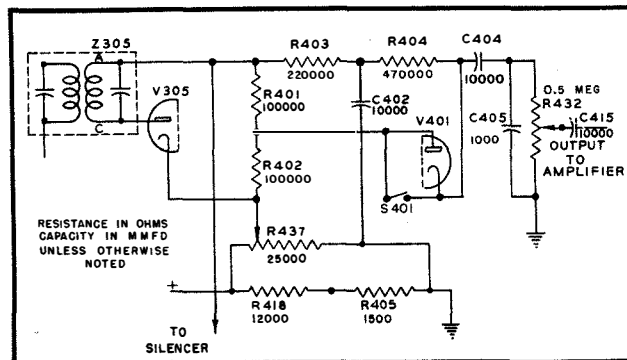 Z305
A
C
V305
R401
100000
R402
100000
R403
220000
R404
470000
C402
10000
V401
S401
C404
10000
C405
1000
0.5 MEG
R432
C415
10000
OUTPUT
TO
AMPLIFIER
RESISTANCE IN OHMS
CAPACITY IN MMFD
UNLESS OTHERWISE
NOTED
R437
25000
+
R418
12000
R405
1500
TO
SILENCER